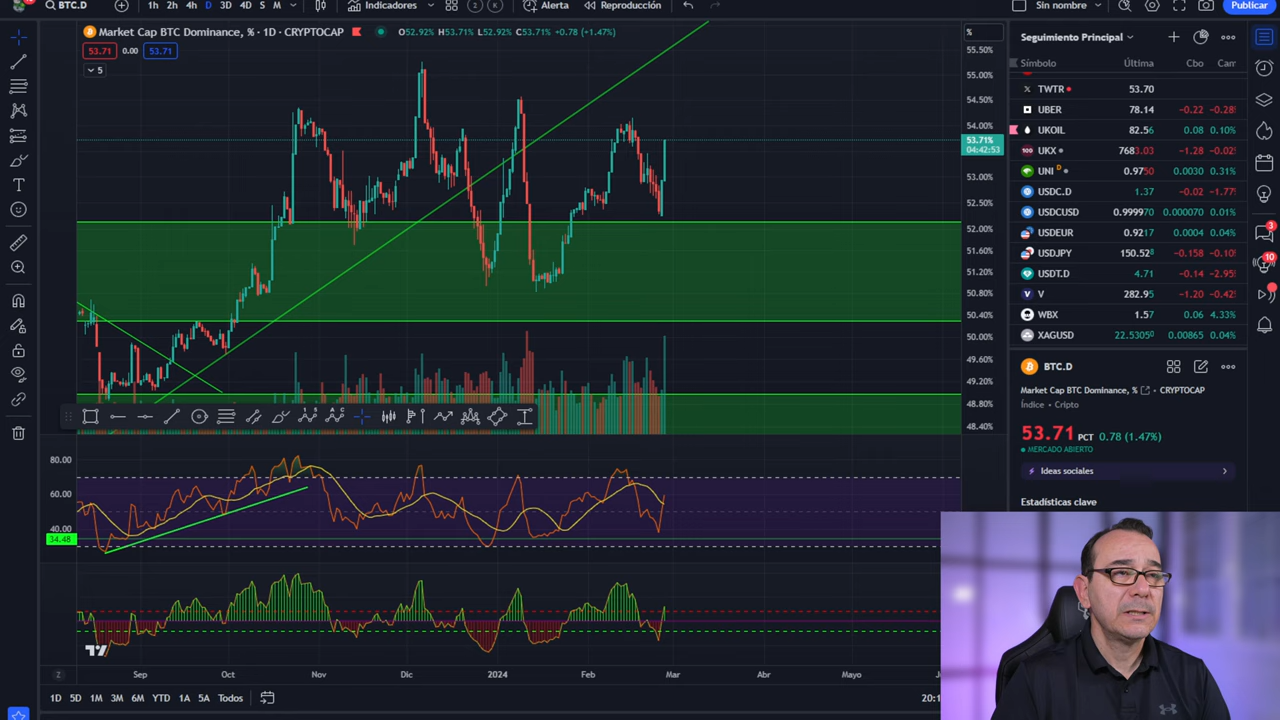 BTC.D
1h 2h 4h D 3D 4D S M
Indicadores
2 K
Alerta
Reproducción
Sin nombre
Publicar
Market Cap BTC Dominance, % · 1D · CRYPTOCAP
O52.92% H53.71% L52.92% C53.71% +0.78 (+1.47%)
53.71 0.00 53.71
5
%
55.50%
55.00%
54.50%
54.00%
53.71%
04:42:53
53.00%
52.50%
52.00%
51.60%
51.20%
50.80%
50.40%
50.00%
49.60%
49.20%
48.80%
48.40%
80.00
60.00
40.00
34.48
Z Sep Oct Nov Dic 2024 Feb Mar Abr Mayo
1D 5D 1M 3M 6M YTD 1A 5A Todos
Seguimiento Principal
Símbolo Última Cbo
TWTR 53.70
UBER 78.14 -0.22 -0.28
UKOIL 82.56 0.08 0.10%
UKX 7683.03 -1.28 -0.02
UNI D 0.9750 0.0030 0.31%
USDC.D 1.37 -0.02 -1.77
USDCUSD 0.999970 0.000070 0.01%
USDEUR 0.9217 0.0004 0.04%
USDJPY 150.528 -0.158 -0.10
USDT.D 4.71 -0.14 -2.95
V 282.95 -1.20 -0.42
WBX 1.57 0.06 4.33%
XAGUSD 22.53050 0.00865 0.04%
BTC.D
Market Cap BTC Dominance, % · CRYPTOCAP
Índice · Cripto
53.71 PCT 0.78 (1.47%)
MERCADO ABIERTO
Ideas sociales
Estadísticas clave
3
10